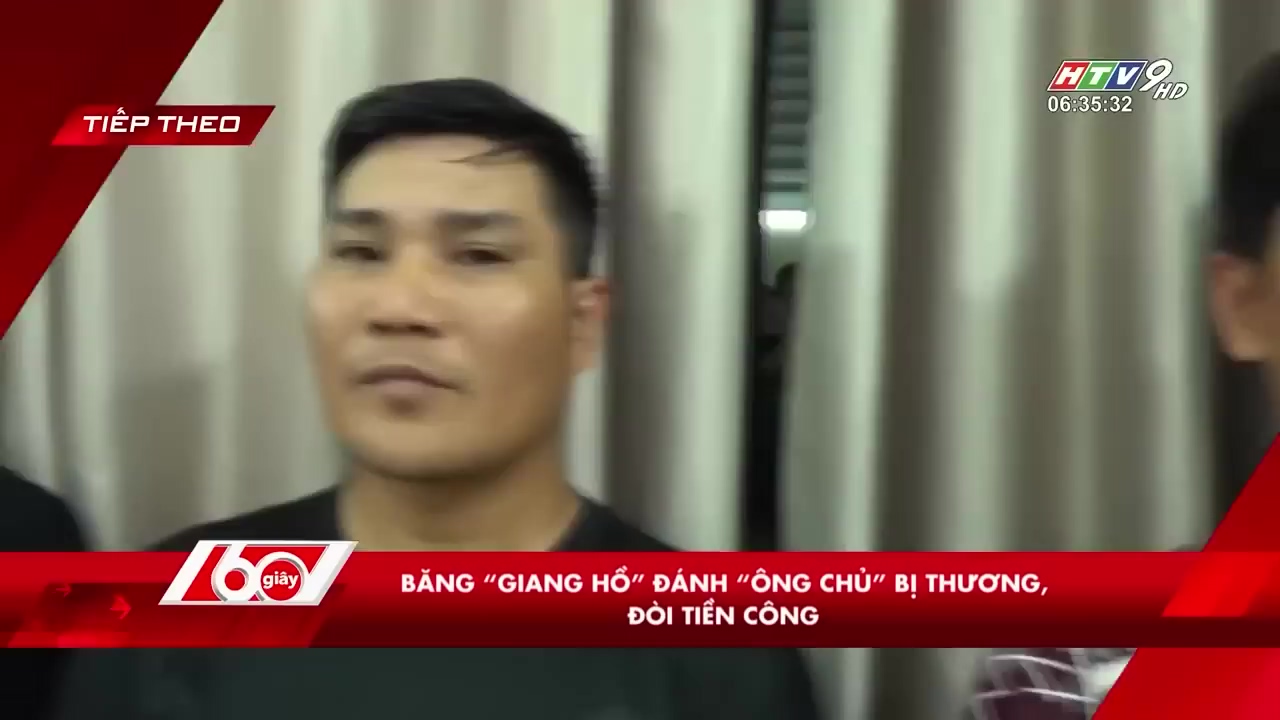 HTV9 HD
06:35:32
TIẾP THEO
60 giây
BĂNG “GIANG HỒ” ĐÁNH “ÔNG CHỦ” BỊ THƯƠNG,
ĐÒI TIỀN CÔNG